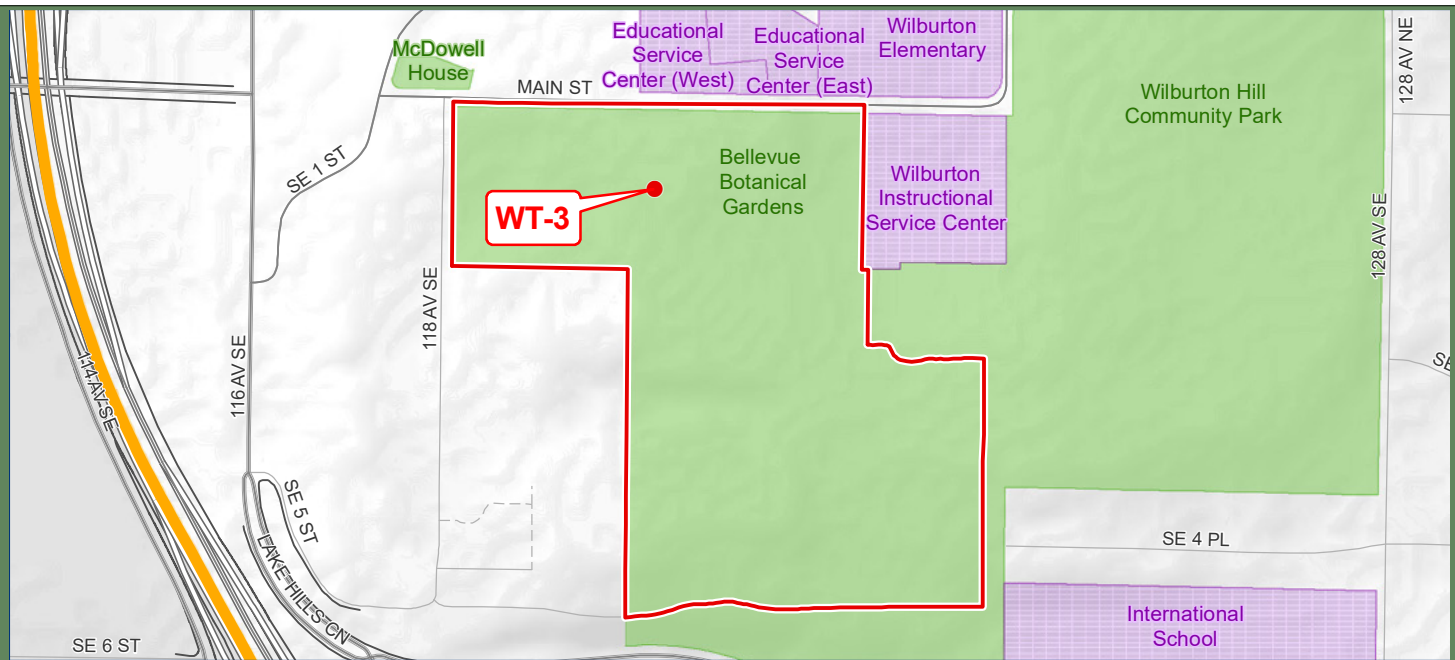 McDowell
House
Educational
Service
Center (West)
Educational
Service
Center (East)
Wilburton
Elementary
128 AV NE
MAIN ST
Wilburton Hill
Community Park
SE 1 ST
Bellevue
Botanical
Gardens
WT-3
Wilburton
Instructional
Service Center
128 AV SE
118 AV SE
116 AV SE
114 AV SE
SE
SE 5 ST
LAKE HILLS CN
SE 4 PL
International
School
SE 6 ST